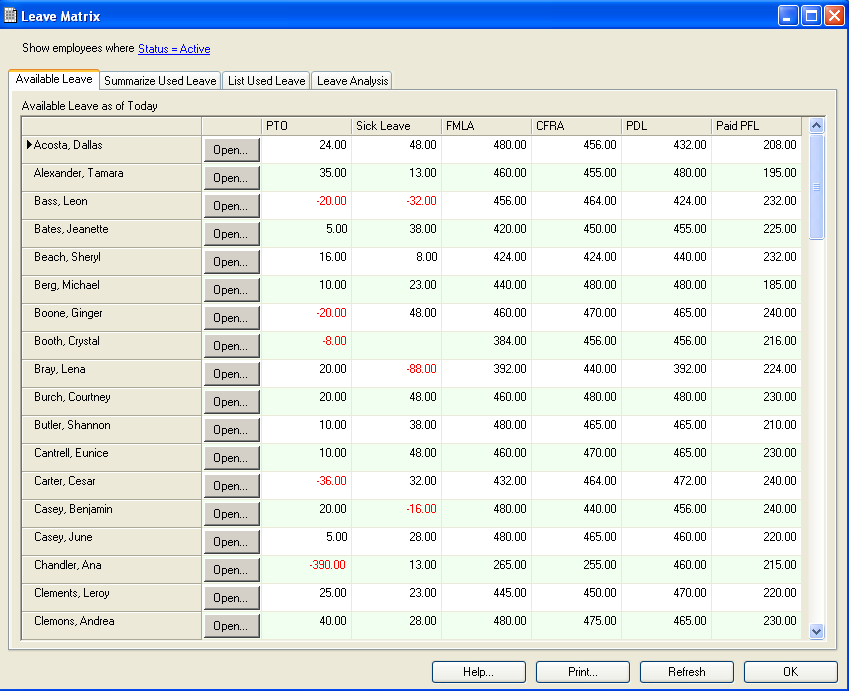 Leave Matrix
Show employees where Status = Active
Available Leave Summarize Used Leave List Used Leave Leave Analysis
Available Leave as of Today
PTO Sick Leave FMLA CFRA PDL Paid PFL
Acosta, Dallas Open... 24.00 48.00 480.00 456.00 432.00 208.00
Alexander, Tamara Open... 35.00 13.00 460.00 455.00 480.00 195.00
Bass, Leon Open... -20.00 -32.00 456.00 464.00 424.00 232.00
Bates, Jeanette Open... 5.00 38.00 420.00 450.00 455.00 225.00
Beach, Sheryl Open... 16.00 8.00 424.00 424.00 440.00 232.00
Berg, Michael Open... 10.00 23.00 440.00 480.00 480.00 185.00
Boone, Ginger Open... -20.00 48.00 460.00 470.00 465.00 240.00
Booth, Crystal Open... -8.00 384.00 456.00 456.00 216.00
Bray, Lena Open... 20.00 -88.00 392.00 440.00 392.00 224.00
Burch, Courtney Open... 20.00 48.00 460.00 480.00 480.00 230.00
Butler, Shannon Open... 10.00 38.00 480.00 465.00 465.00 210.00
Cantrell, Eunice Open... 10.00 48.00 460.00 470.00 465.00 230.00
Carter, Cesar Open... -36.00 32.00 432.00 464.00 472.00 240.00
Casey, Benjamin Open... 20.00 -16.00 480.00 440.00 456.00 240.00
Casey, June Open... 5.00 28.00 480.00 465.00 460.00 220.00
Chandler, Ana Open... -390.00 13.00 265.00 255.00 460.00 215.00
Clements, Leroy Open... 25.00 23.00 445.00 450.00 470.00 220.00
Clemons, Andrea Open... 40.00 28.00 480.00 475.00 465.00 230.00
Help... Print... Refresh OK